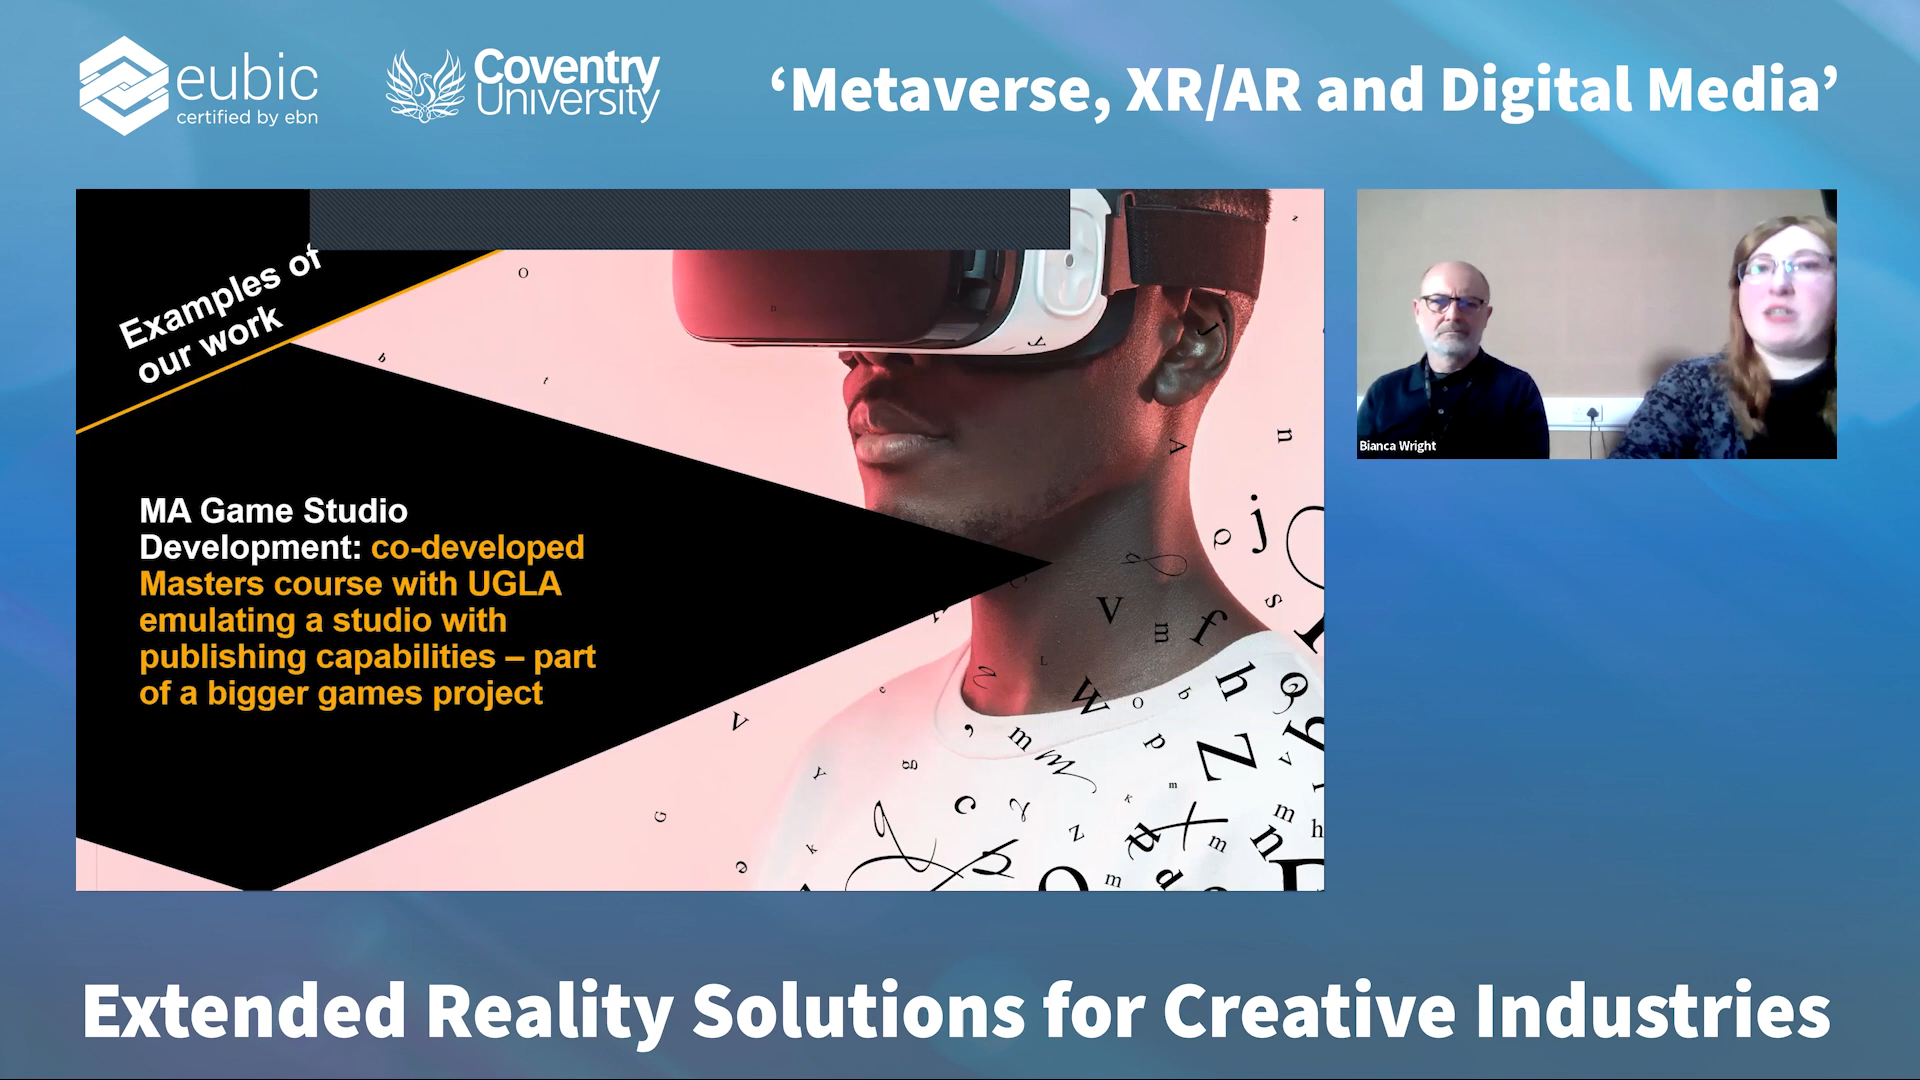 eubic
certified by ebn
Coventry
University
‘Metaverse, XR/AR and Digital Media’
Examples of
our work
MA Game Studio
Development: co-developed
Masters course with UGLA
emulating a studio with
publishing capabilities – part
of a bigger games project
Bianca Wright
Extended Reality Solutions for Creative Industries